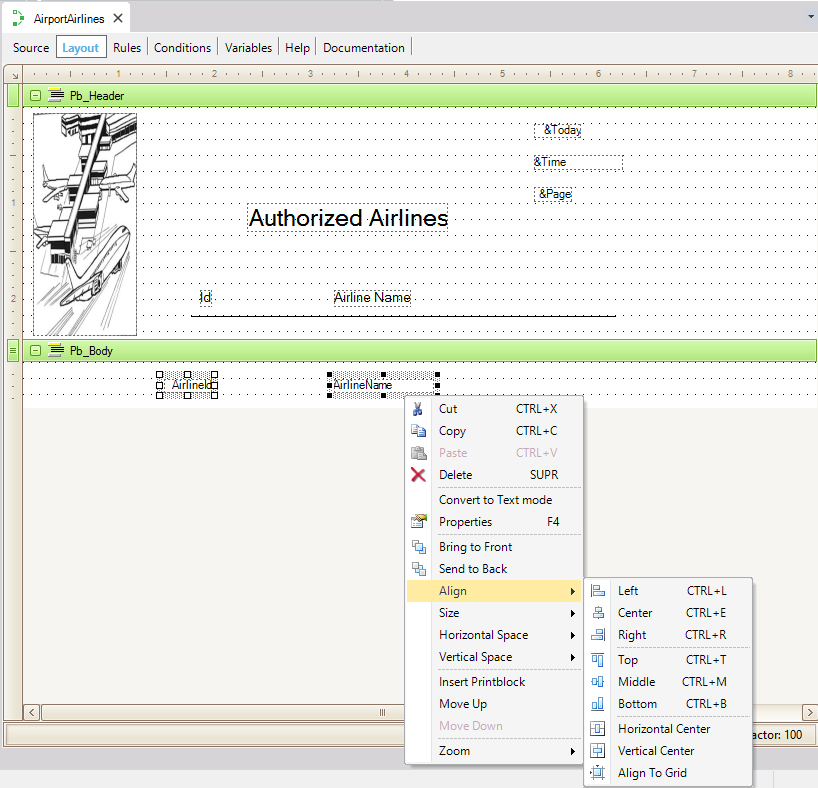 AirportAirlines
Source Layout Rules Conditions Variables Help Documentation
1 2 3 4 5 6 7 8
Pb_Header
&Today
&Time
&Page
1
Authorized Airlines
2
Id Airline Name
Pb_Body
AirlineId AirlineName
Cut CTRL+X
Copy CTRL+C
Paste CTRL+V
Delete SUPR
Convert to Text mode
Properties F4
Bring to Front
Send to Back
Align
Size
Horizontal Space
Vertical Space
Insert Printblock
Move Up
Move Down
Zoom
Left CTRL+L
Center CTRL+E
Right CTRL+R
Top CTRL+T
Middle CTRL+M
Bottom CTRL+B
Horizontal Center
Vertical Center
Align To Grid
actor: 100